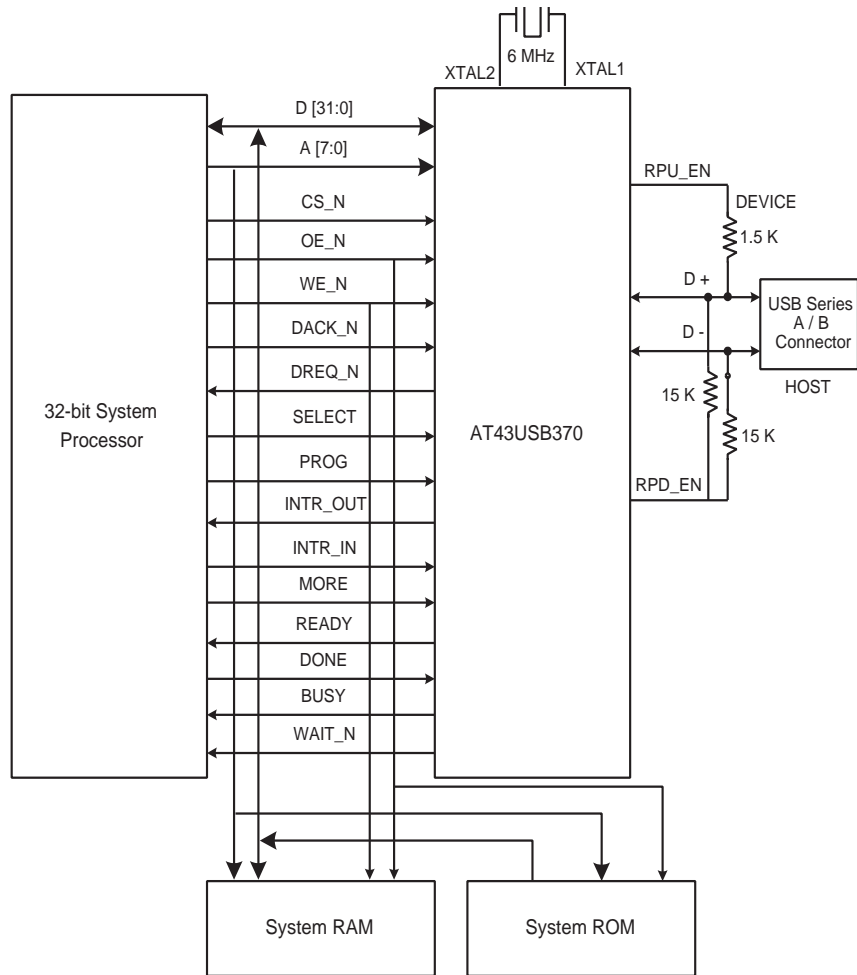 6 MHz
XTAL2
XTAL1
D [31:0]
A [7:0]
RPU_EN
CS_N
DEVICE
OE_N
1.5 K
WE_N
D +
USB Series
A / B
Connector
DACK_N
D -
DREQ_N
HOST
15 K
32-bit System
Processor
SELECT
AT43USB370
15 K
PROG
RPD_EN
INTR_OUT
INTR_IN
MORE
READY
DONE
BUSY
WAIT_N
System RAM
System ROM